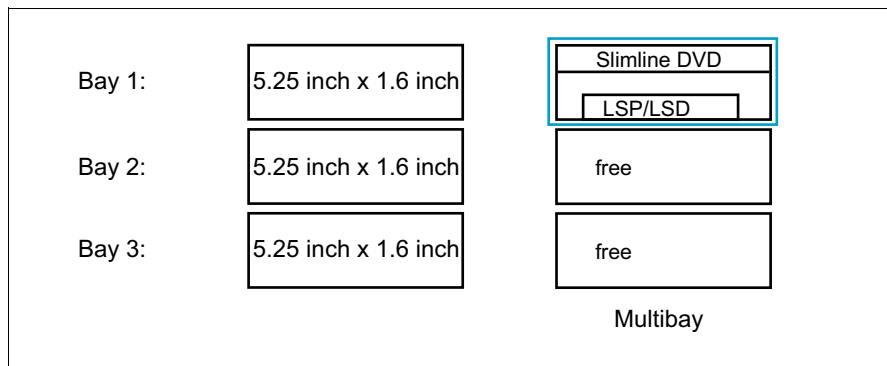 Bay 1:
5.25 inch x 1.6 inch
Slimline DVD
LSP/LSD
Bay 2:
5.25 inch x 1.6 inch
free
Bay 3:
5.25 inch x 1.6 inch
free
Multibay